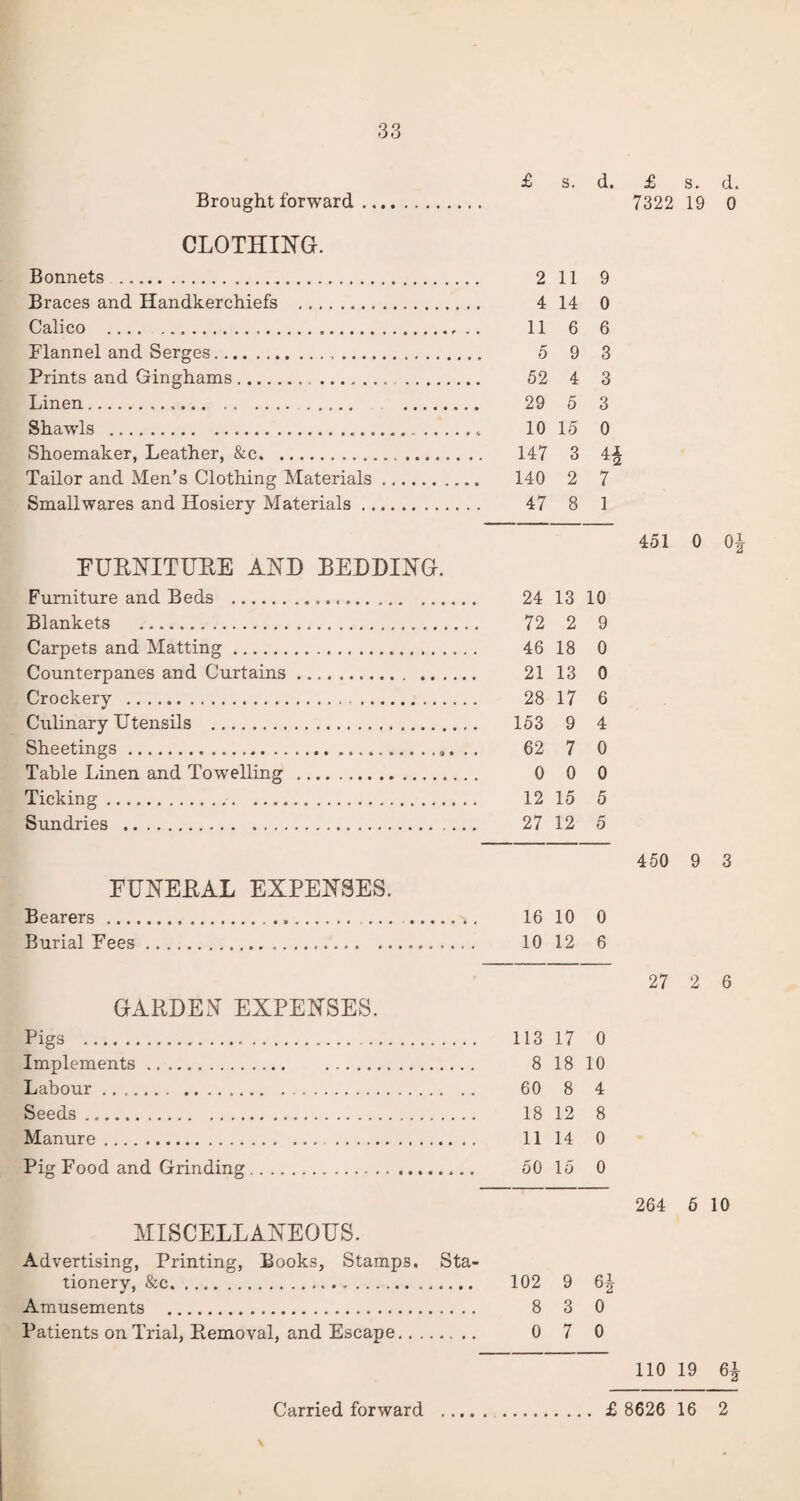 33
£ s. d. £ s. d.
Brought forward .... 7322 19 0
CLOTHING.
Bonnets .... 2 11 9
Braces and Handkerchiefs .... 4 14 0
Calico .... 11 6 6
Flannel and Serges .... 5 9 3
Prints and Ginghams .... 52 4 3
Linen .... 29 5 3
Shawls .... 10 15 0
Shoemaker, Leather, &c. .... 147 3 4½
Tailor and Men's Clothing Materials .... 140 2 7
Smallwares and Hosiery Materials .... 47 8 1
451 0 0½
FURNITURE AND BEDDING.
Furniture and Beds .... 24 13 10
Blankets .... 72 2 9
Carpets and Matting .... 46 18 0
Counterpanes and Curtains .... 21 13 0
Crockery .... 28 17 6
Culinary Utensils .... 153 9 4
Sheetings .... 62 7 0
Table Linen and Towelling .... 0 0 0
Ticking .... 12 15 5
Sundries .... 27 12 5
450 9 3
FUNERAL EXPENSES.
Bearers .... 16 10 0
Burial Fees .... 10 12 6
27 2 6
GARDEN EXPENSES.
Pigs .... 113 17 0
Implements .... 8 18 10
Labour .... 60 8 4
Seeds .... 18 12 8
Manure .... 11 14 0
Pig Food and Grinding .... 50 15 0
264 5 10
MISCELLANEOUS.
Advertising, Printing, Books, Stamps. Sta-
tionery, &c. .... 102 9 6½
Amusements .... 8 3 0
Patients on Trial, Removal, and Escape .... 0 7 0
110 19 6½
Carried forward .... £ 8626 16 2